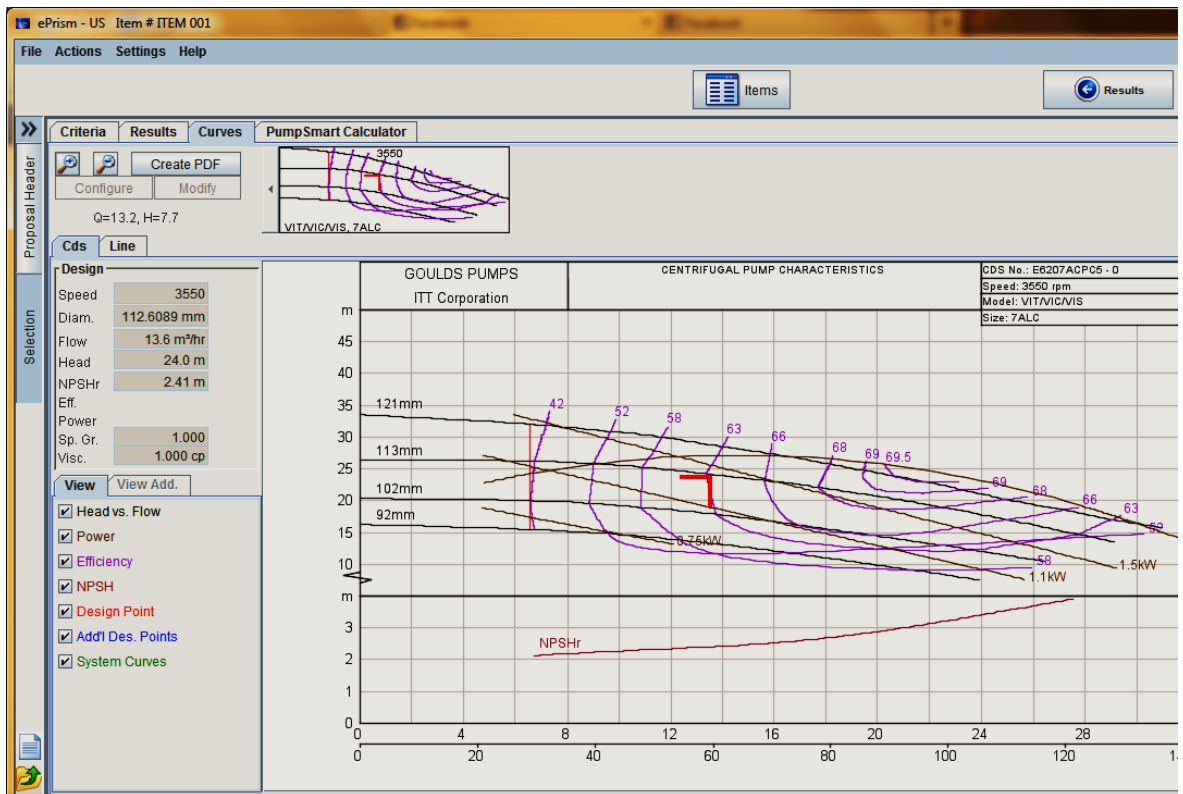 ePrism - US Item # ITEM 001
File Actions Settings Help
Items
Results
Proposal Header
Selection
Criteria Results Curves PumpSmart Calculator
Create PDF
Configure Modify
Q=13.2, H=7.7
3550
VIT/VIC/VIS, 7ALC
Cds Line
Design
Speed 3550
Diam. 112.6089 mm
Flow 13.6 m³/hr
Head 24.0 m
NPSHr 2.41 m
Eff.
Power
Sp. Gr. 1.000
Visc. 1.000 cp
View View Add.
Head vs. Flow
Power
Efficiency
NPSH
Design Point
Add'l Des. Points
System Curves
GOULDS PUMPS
ITT Corporation
CENTRIFUGAL PUMP CHARACTERISTICS
CDS No.: E6207ACPC5 - 0
Speed: 3550 rpm
Model: VIT/VIC/VIS
Size: 7ALC
m
45
40
35
30
25
20
15
10
121mm
113mm
102mm
92mm
42 52 58 63 66 68 69 69.5
69 68 66 63
58
0.75kW
1.1kW
1.5kW
m
3
2
1
0
NPSHr
0 4 8 12 16 20 24 28
0 20 40 60 80 100 120